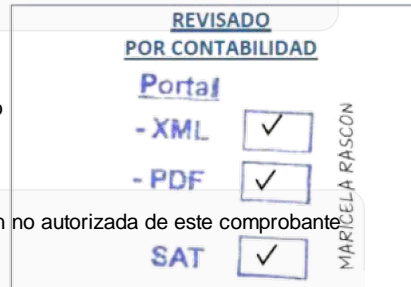 REVISADO
POR CONTABILIDAD
Portal
o
- XML ✓
- PDF ✓
n no autorizada de este comprobante
SAT ✓
MARICELA RASCON